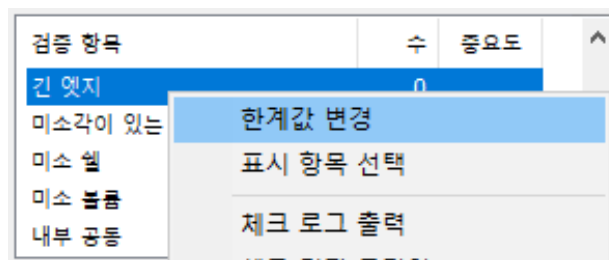 검증 항목 수 중요도
긴 엣지 0
미소각이 있는
한계값 변경
미소 쉘
표시 항목 선택
미소 볼륨
내부 공동
체크 로그 출력